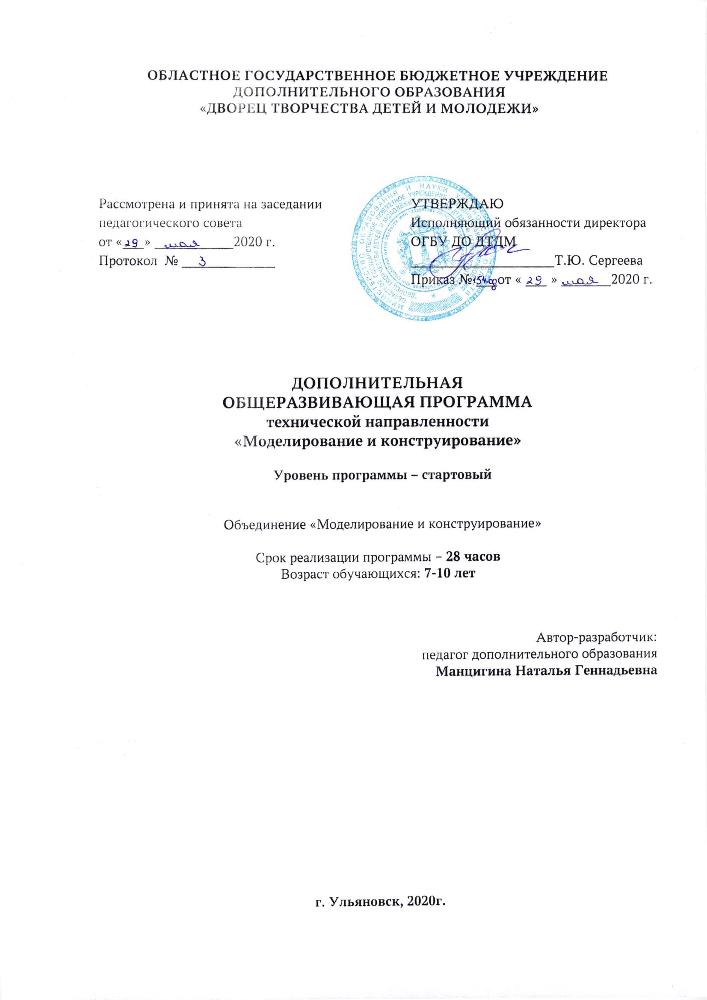 ОБЛАСТНОЕ ГОСУДАРСТВЕННОЕ БЮДЖЕТНОЕ УЧРЕЖДЕНИЕ
ДОПОЛНИТЕЛЬНОГО ОБРАЗОВАНИЯ
«ДВОРЕЦ ТВОРЧЕСТВА ДЕТЕЙ И МОЛОДЕЖИ»
Рассмотрена и принята на заседании
педагогического совета
от «29» мая 2020 г.
Протокол № 3
УТВЕРЖДАЮ
Исполняющий обязанности директора
ОГБУ ДО ДТДМ
Т.Ю. Сергеева
Приказ № 154 от « 29 » мая 2020 г.
ДОПОЛНИТЕЛЬНАЯ
ОБЩЕРАЗВИВАЮЩАЯ ПРОГРАММА
технической направленности
«Моделирование и конструирование»
Уровень программы – стартовый
Объединение «Моделирование и конструирование»
Срок реализации программы – 28 часов
Возраст обучающихся: 7-10 лет
Автор-разработчик:
педагог дополнительного образования
Манцигина Наталья Геннадьевна
г. Ульяновск, 2020г.